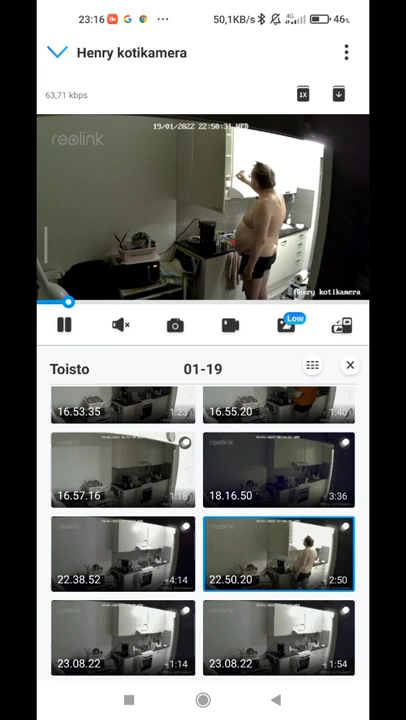 23:16 50,1KB/s 4G 46%
Henry kotikamera
63,71 kbps 1X
reolink 19/01/2022 22:50:31 WED
Henry kotikamera
Low
Toisto 01-19
16.53.35 1:23 16.55.20 1:40
reolink
16.57.16 1:18 18.16.50 3:36
22.38.52 4:14 22.50.20 2:50
23.08.22 1:14 23.08.22 1:54